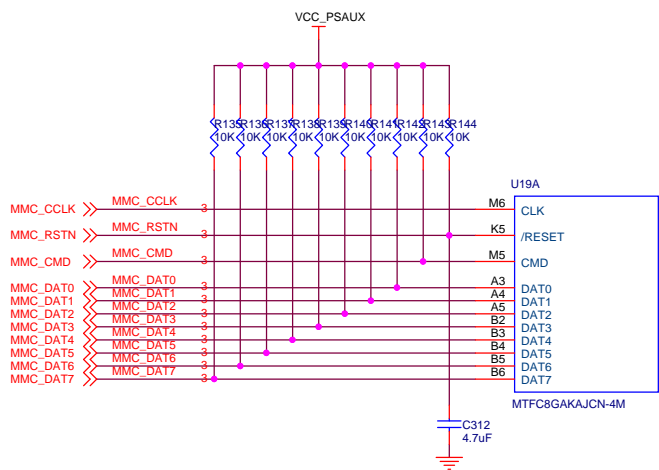 VCC_PSAUX
R135 R136 R137 R138 R139 R140 R141 R142 R143 R144
10K 10K 10K 10K 10K 10K 10K 10K 10K 10K
U19A
MMC_CCLK MMC_CCLK 3 M6 CLK
MMC_RSTN MMC_RSTN 3 K5 /RESET
MMC_CMD MMC_CMD 3 M5 CMD
MMC_DAT0 MMC_DAT0 3 A3 DAT0
MMC_DAT1 MMC_DAT1 3 A4 DAT1
MMC_DAT2 MMC_DAT2 3 A5 DAT2
MMC_DAT3 MMC_DAT3 3 B2 DAT3
MMC_DAT4 MMC_DAT4 3 B3 DAT4
MMC_DAT5 MMC_DAT5 3 B4 DAT5
MMC_DAT6 MMC_DAT6 3 B5 DAT6
MMC_DAT7 MMC_DAT7 3 B6 DAT7
MTFC8GAKAJCN-4M
C312
4.7uF